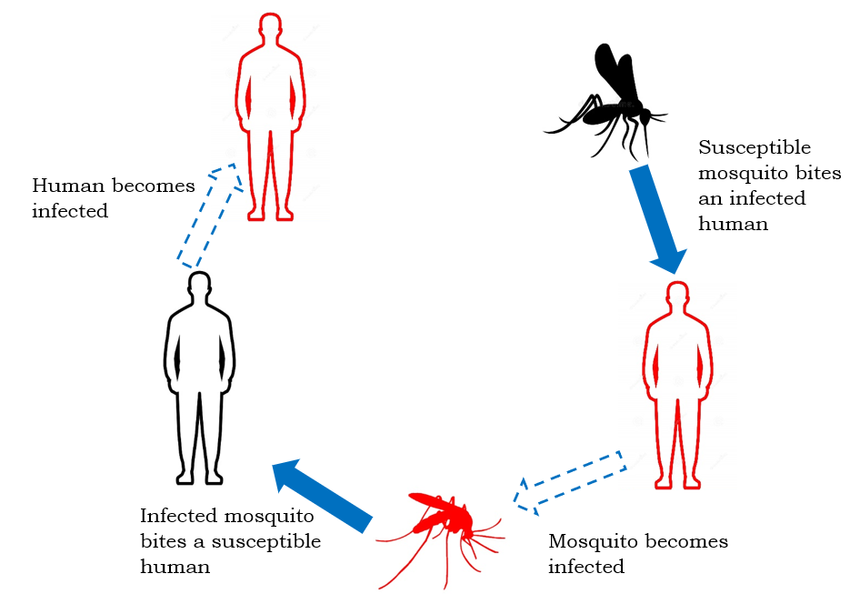 Susceptible
mosquito bites
an infected
human
Human becomes
infected
Infected mosquito
bites a susceptible
human
Mosquito becomes
infected